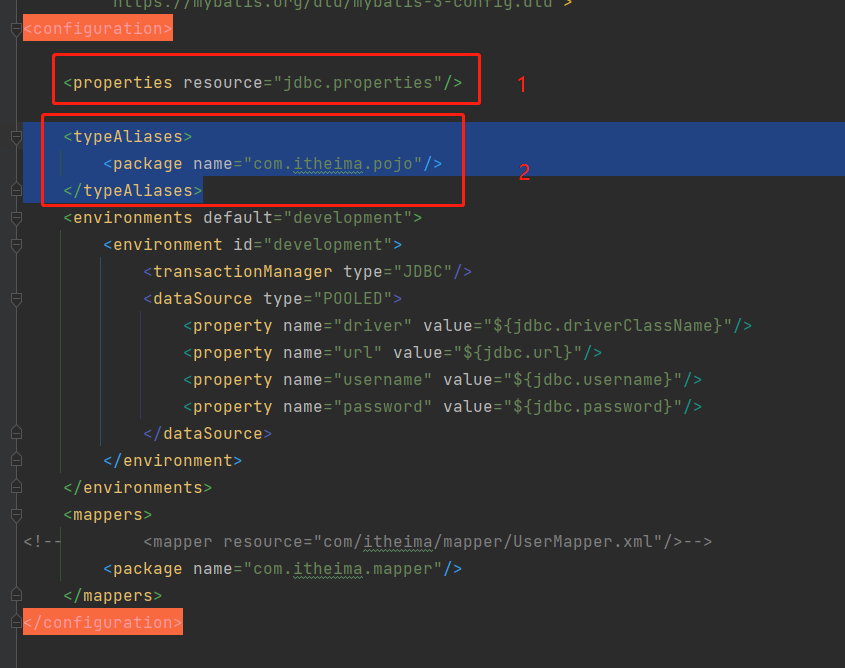 https://mybatis.org/dtd/mybatis-3-config.dtd">
<configuration>
<properties resource="jdbc.properties"/>
1
<typeAliases>
<package name="com.itheima.pojo"/>
2
</typeAliases>
<environments default="development">
<environment id="development">
<transactionManager type="JDBC"/>
<dataSource type="POOLED">
<property name="driver" value="${jdbc.driverClassName}"/>
<property name="url" value="${jdbc.url}"/>
<property name="username" value="${jdbc.username}"/>
<property name="password" value="${jdbc.password}"/>
</dataSource>
</environment>
</environments>
<mappers>
<!--        <mapper resource="com/itheima/mapper/UserMapper.xml"/>-->
<package name="com.itheima.mapper"/>
</mappers>
</configuration>